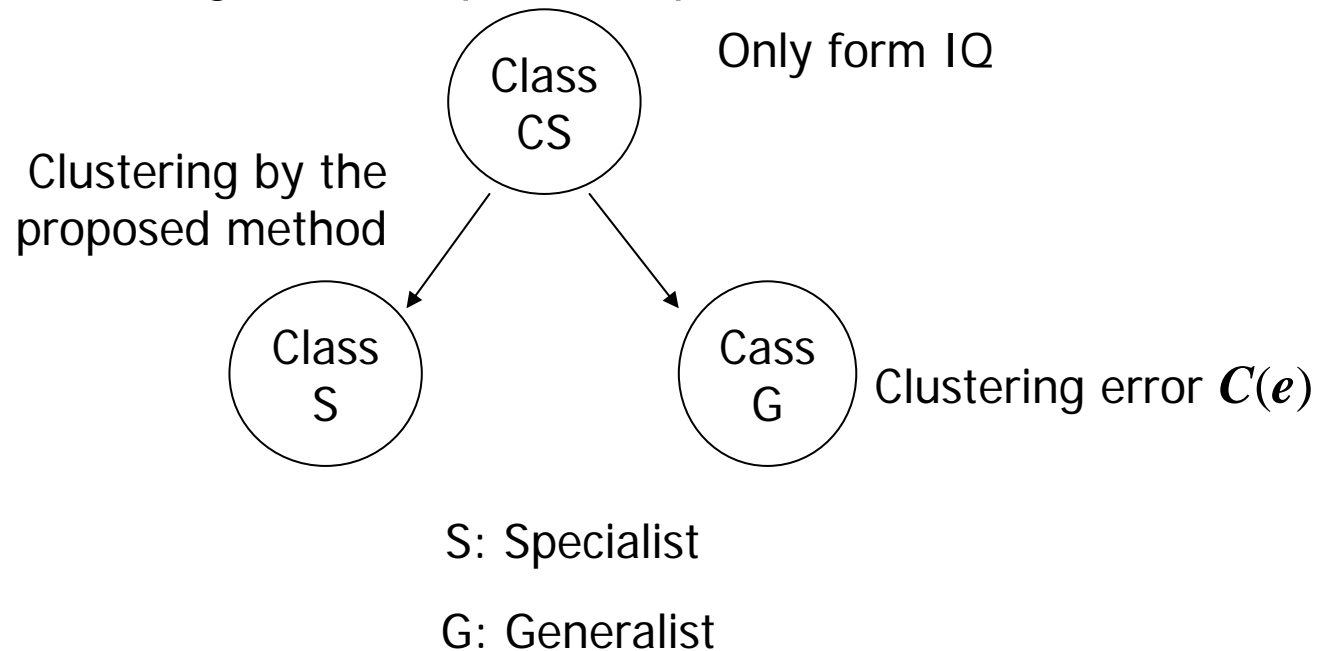 Only form IQ
Class
CS
Clustering by the
proposed method
Class
S
Cass
G
Clustering error C(e)
S: Specialist
G: Generalist